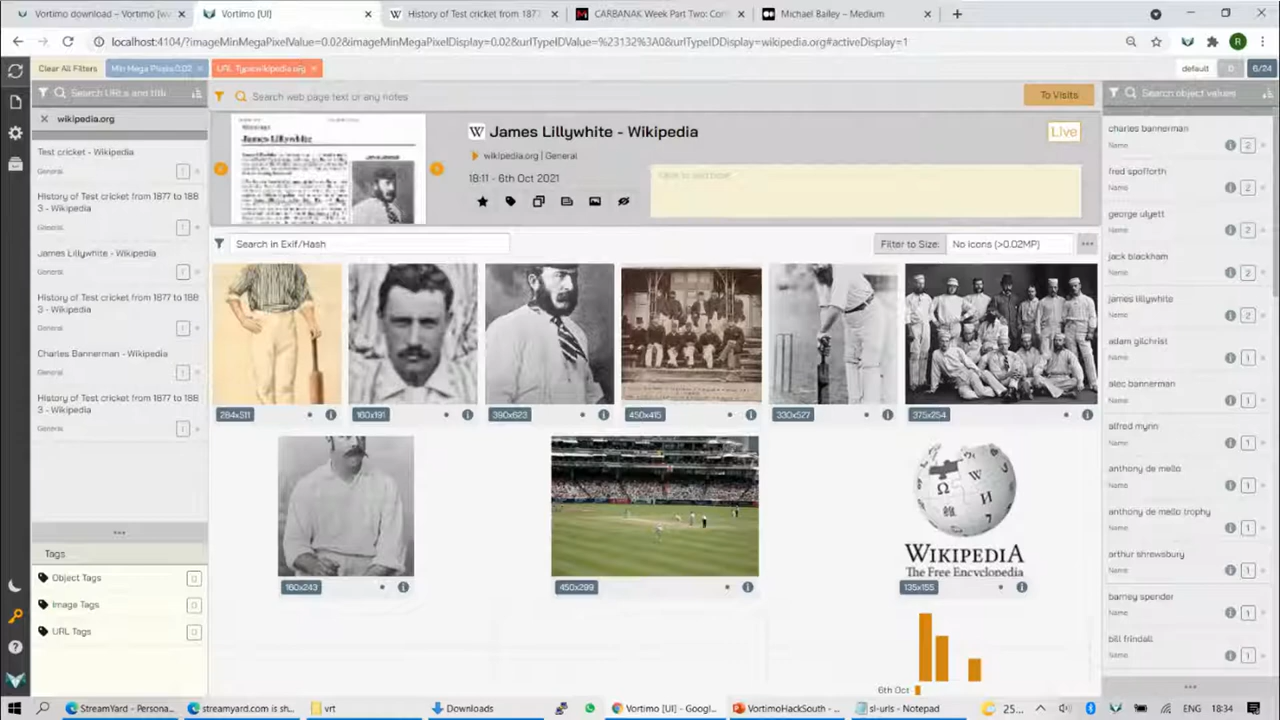 Vortimo download – Vortimo [ww
Vortimo [UI]
History of Test cricket from 1877
CARBANAK Week Part Two: Con
Michael Bailey – Medium
localhost:4104/?imageMinMegaPixelValue=0.02&imageMinMegaPixelDisplay=0.02&urlTypeIDValue=%23132%3A0&urlTypeIDDisplay=wikipedia.org#activeDisplay=1
Clear All Filters
Min Mega Pixels:0.02
URL Type:wikipedia.org
default
0
6/24
Search URLs and title
Search web page text or any notes
To Visits
Search object values
wikipedia.org
Test cricket - Wikipedia
General
History of Test cricket from 1877 to 188
3 - Wikipedia
General
James Lillywhite - Wikipedia
General
History of Test cricket from 1877 to 188
3 - Wikipedia
General
Charles Bannerman - Wikipedia
General
History of Test cricket from 1877 to 188
3 - Wikipedia
General
Tags
Object Tags
Image Tags
URL Tags
James Lillywhite
W James Lillywhite - Wikipedia
Live
wikipedia.org | General
18:11 - 6th Oct 2021
Search in Exif/Hash
Filter to Size:
No icons (>0.02MP)
284x511
160x191
390x623
450x415
330x527
375x254
160x243
450x299
WIKIPEDIA
The Free Encyclopedia
135x155
6th Oct
charles bannerman
Name
2
fred spofforth
Name
2
george ulyett
Name
2
jack blackham
Name
2
james lillywhite
Name
2
adam gilchrist
Name
1
alec bannerman
Name
1
alfred mynn
Name
1
anthony de mello
Name
1
anthony de mello trophy
Name
1
arthur shrewsbury
Name
1
barney spender
Name
1
bill frindall
Name
1
StreamYard - Persona...
streamyard.com is sh...
vrt
Downloads
Vortimo [UI] - Googl...
VortimoHackSouth - ...
sl-urls - Notepad
25...
ENG
18:34